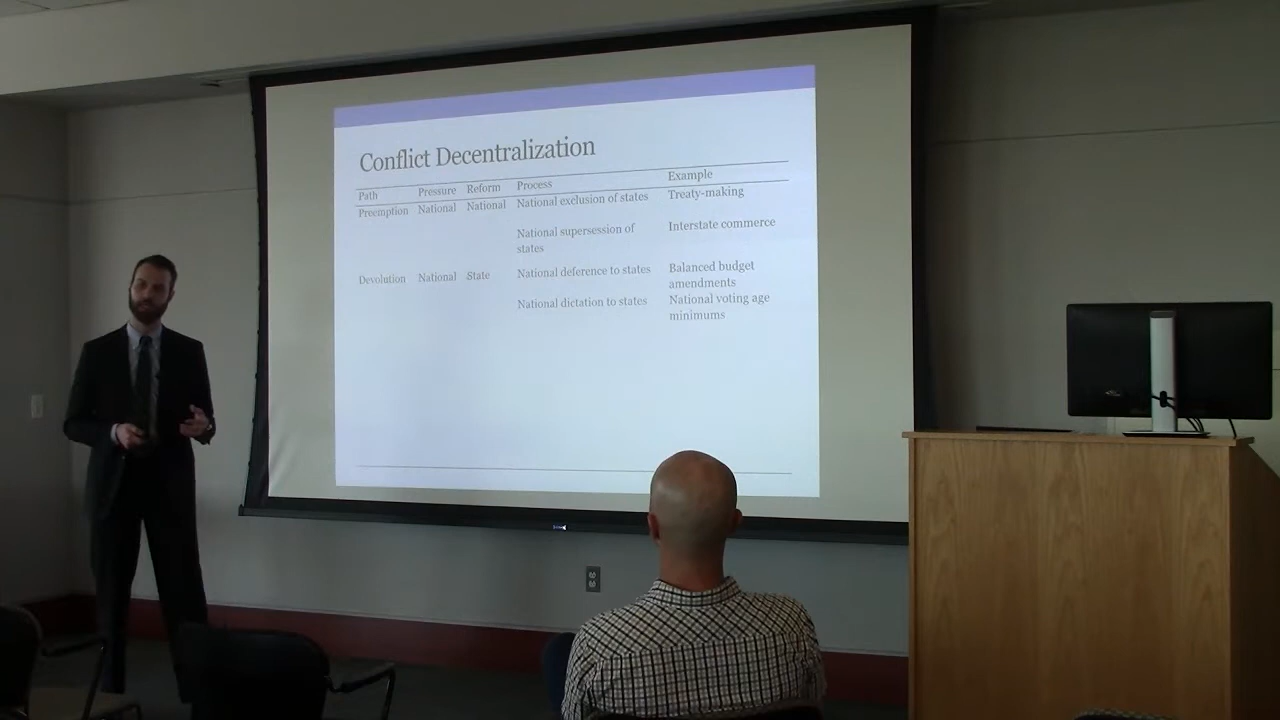 Conflict Decentralization
Path Pressure Reform Process Example
Preemption National National National exclusion of states Treaty-making
National supersession of states Interstate commerce
Devolution National State National deference to states Balanced budget amendments
National dictation to states National voting age minimums